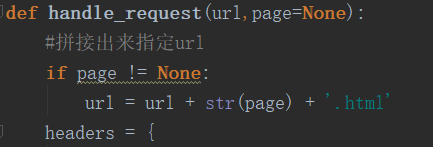 def handle_request(url,page=None):
#拼接出来指定url
if page != None:
url = url + str(page) + '.html'
headers = {